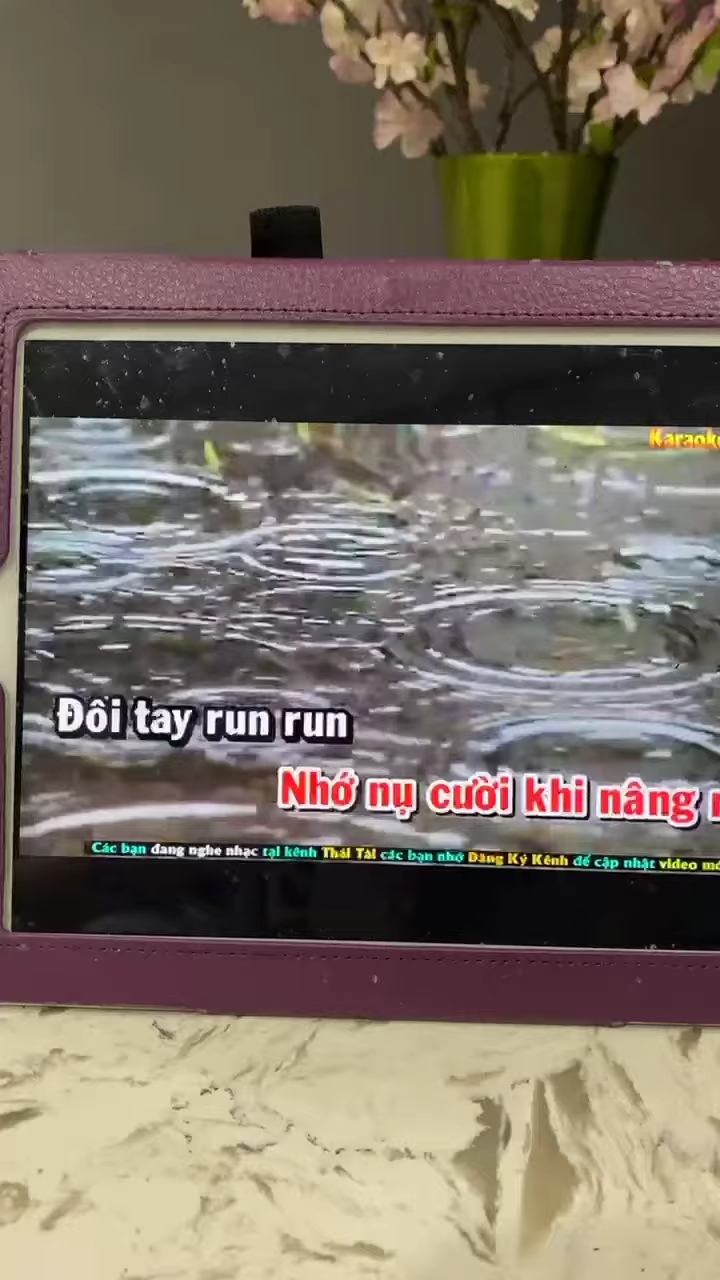 Karaok
Đôi tay run run
Nhớ nụ cười khi nâng
Các bạn đang nghe nhạc tại kênh Thái Tài các bạn nhớ Đăng Ký Kênh để cập nhật video